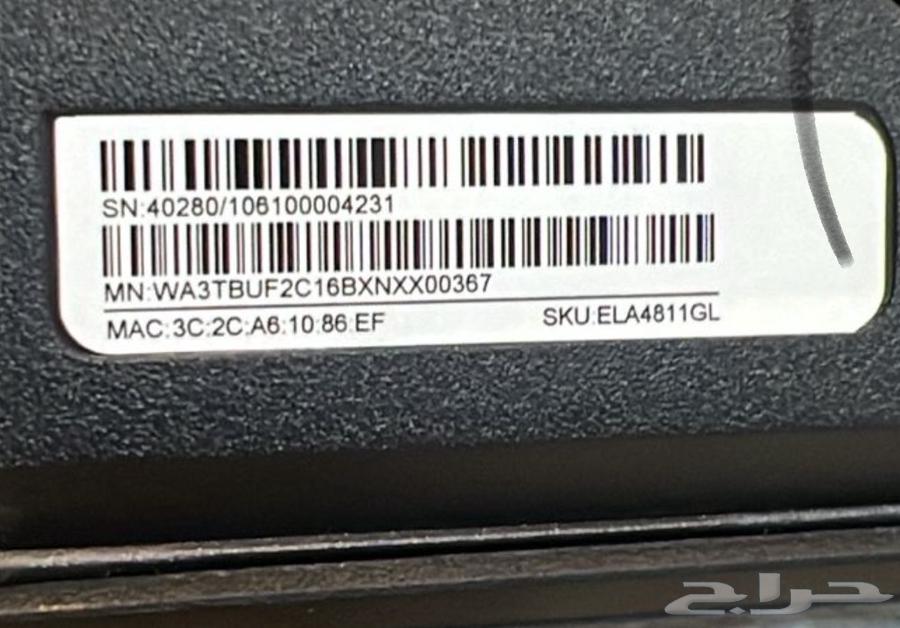 SN:40280/106100004231
MN:WA3TBUF2C16BXNXX00367
MAC:3C:2C:A6:10:86:EF
SKU:ELA4811GL
حراج